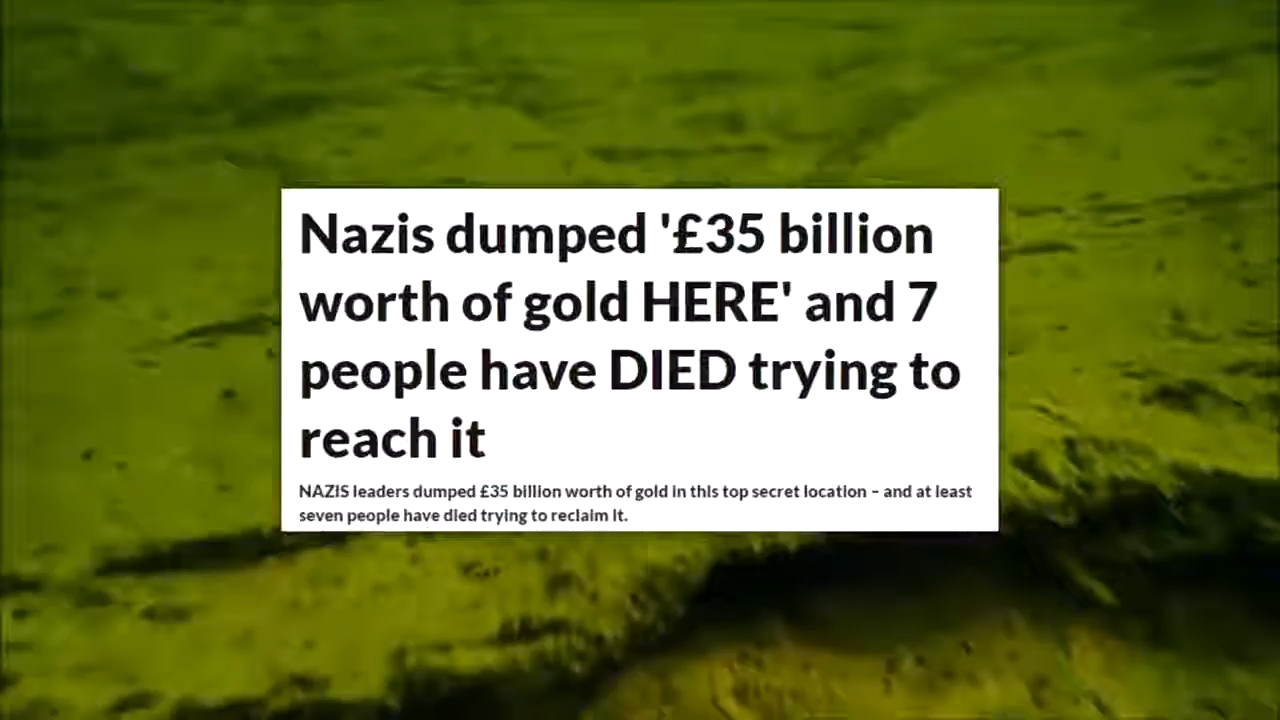 Nazis dumped '£35 billion
worth of gold HERE' and 7
people have DIED trying to
reach it
NAZIS leaders dumped £35 billion worth of gold in this top secret location – and at least
seven people have died trying to reclaim it.